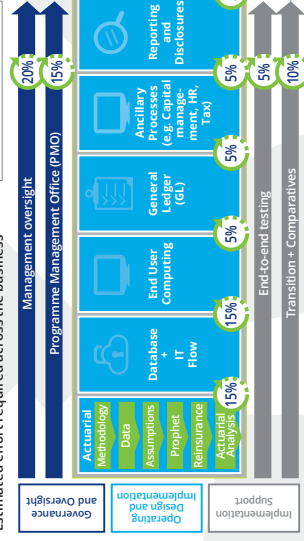 Estimated effort required across the business
Governance
and Oversight
Management oversight
20%
Programme Management Office (PMO)
15%
Operating
Design and
Implementation
Actuarial
Methodology
Data
Assumptions
Prophet
Reinsurance
Actuarial
Analysis
15%
Database
+
IT
Flow
15%
End User
Computing
5%
General
Ledger
(GL)
5%
Ancillary
Processes
(e.g. Capital
manage-
ment, HR,
Tax)
5%
Reporting
and
Disclosures
Implementation
Support
End-to-end testing
5%
Transition + Comparatives
10%